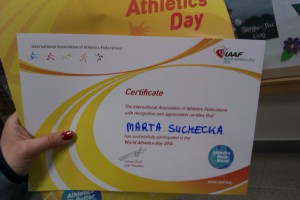 Athletics
Day
International Association of Athletics Federations
IAAF
Certificate
The International Association of Athletics Federations
with recognition and appreciation certifies that
MARTA SUCHECKA
has successfully participated in the
World Athletics Day 2016